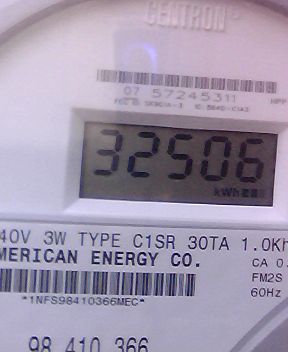 CENTRON®
07 57245311
32506
kWh
40V 3W TYPE C1SR 30TA 1.0Kh
MERICAN ENERGY CO.
CA 0.
FM2S
60Hz
*1NFS98410366MEC*
98 410 366